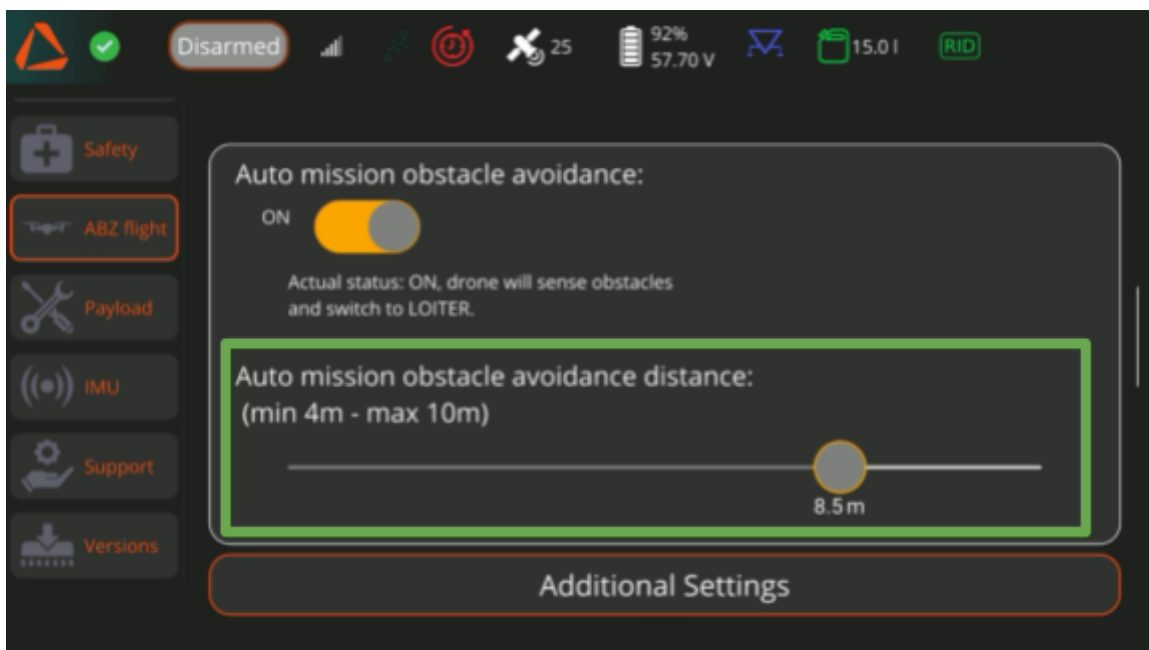 Disarmed
25
92%
57.70 V
15.0 l
RID
Safety
ABZ flight
Payload
IMU
Support
Versions
Auto mission obstacle avoidance:
ON
Actual status: ON, drone will sense obstacles
and switch to LOITER.
Auto mission obstacle avoidance distance:
(min 4m - max 10m)
8.5 m
Additional Settings